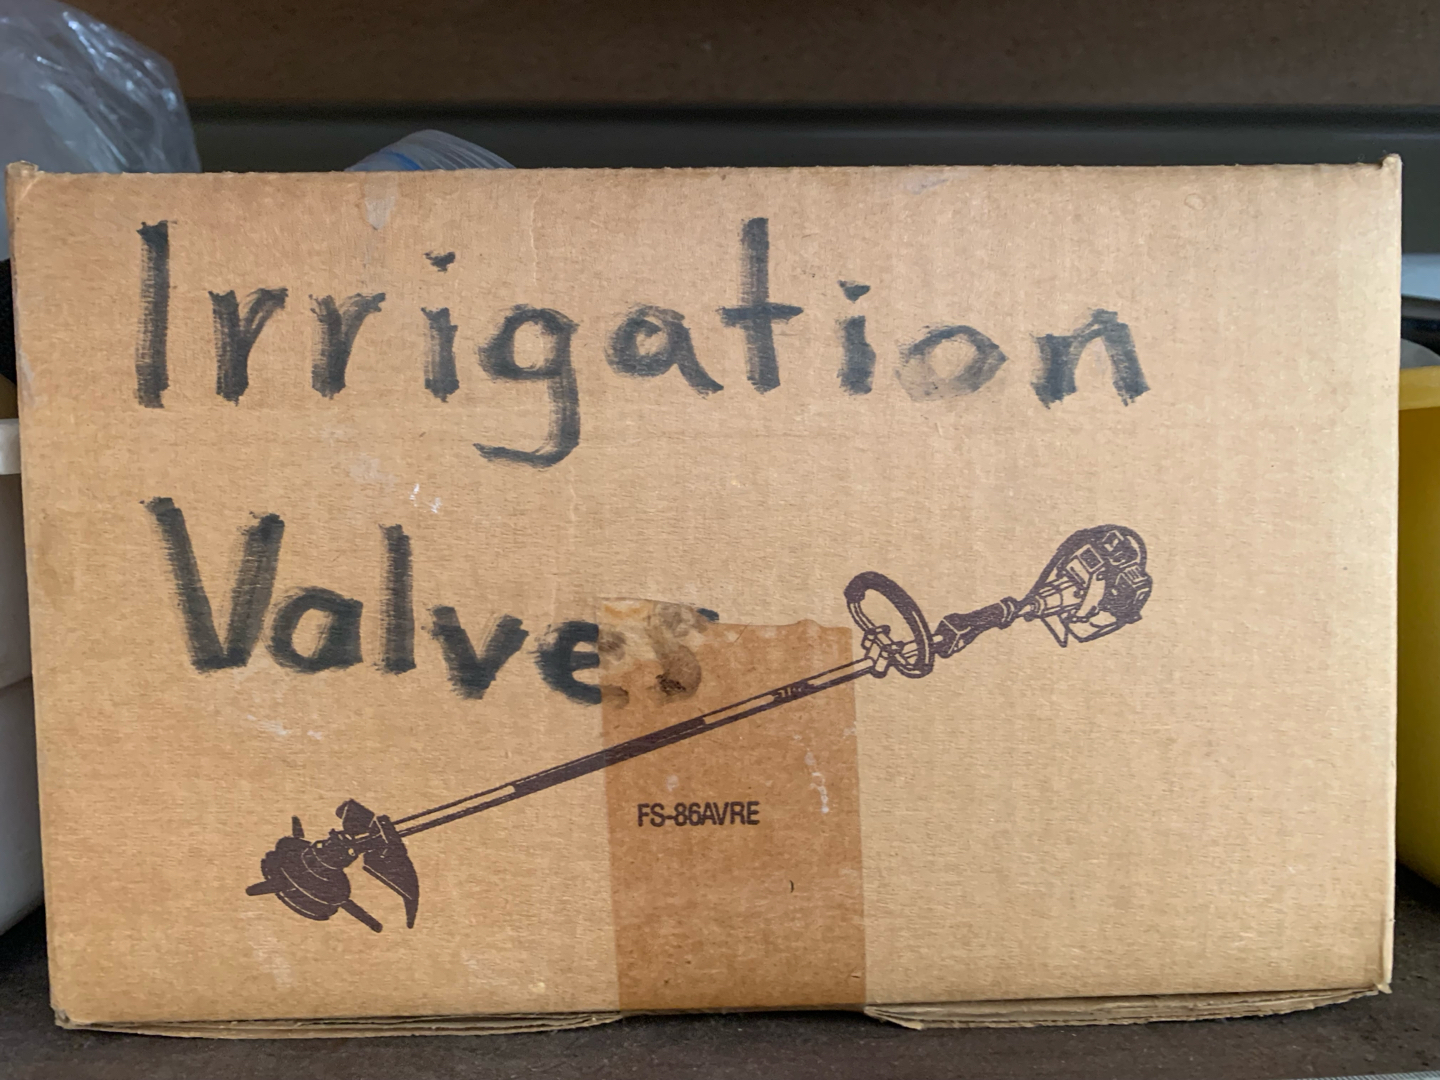 Irrigation
Valves
FS-86AVRE